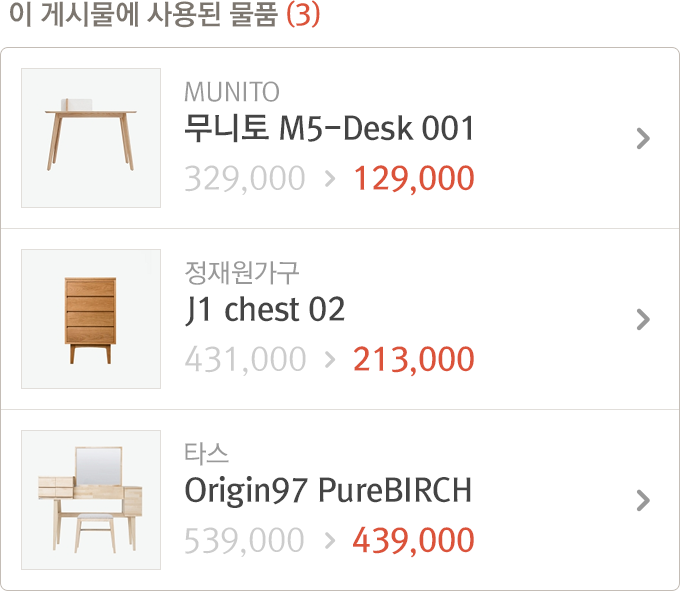 이 게시물에 사용된 물품 (3)
MUNITO
무니토 M5-Desk 001
329,000 > 129,000
정재원가구
J1 chest 02
431,000 > 213,000
타스
Origin97 PureBIRCH
539,000 > 439,000